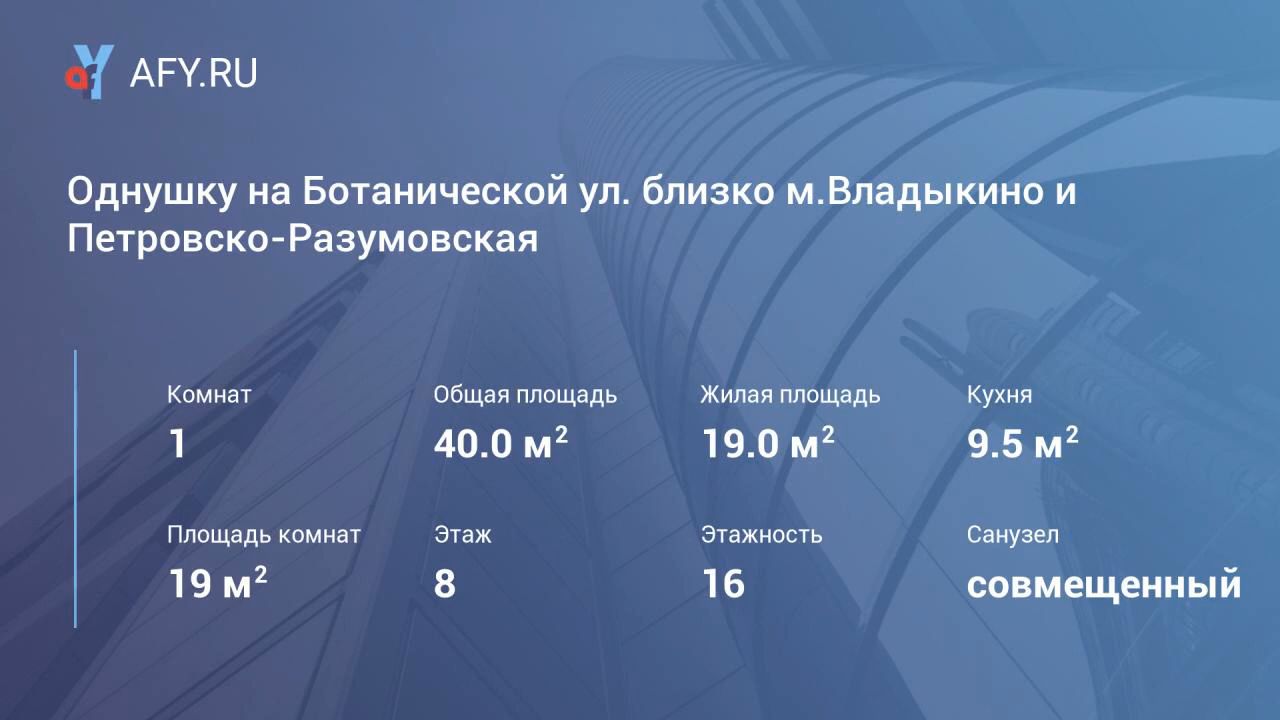 AFY.RU
Однушку на Ботанической ул. близко м.Владыкино и
Петровско-Разумовская
Комнат
1
Общая площадь
40.0 м²
Жилая площадь
19.0 м²
Кухня
9.5 м²
Площадь комнат
19 м²
Этаж
8
Этажность
16
Санузел
совмещенный